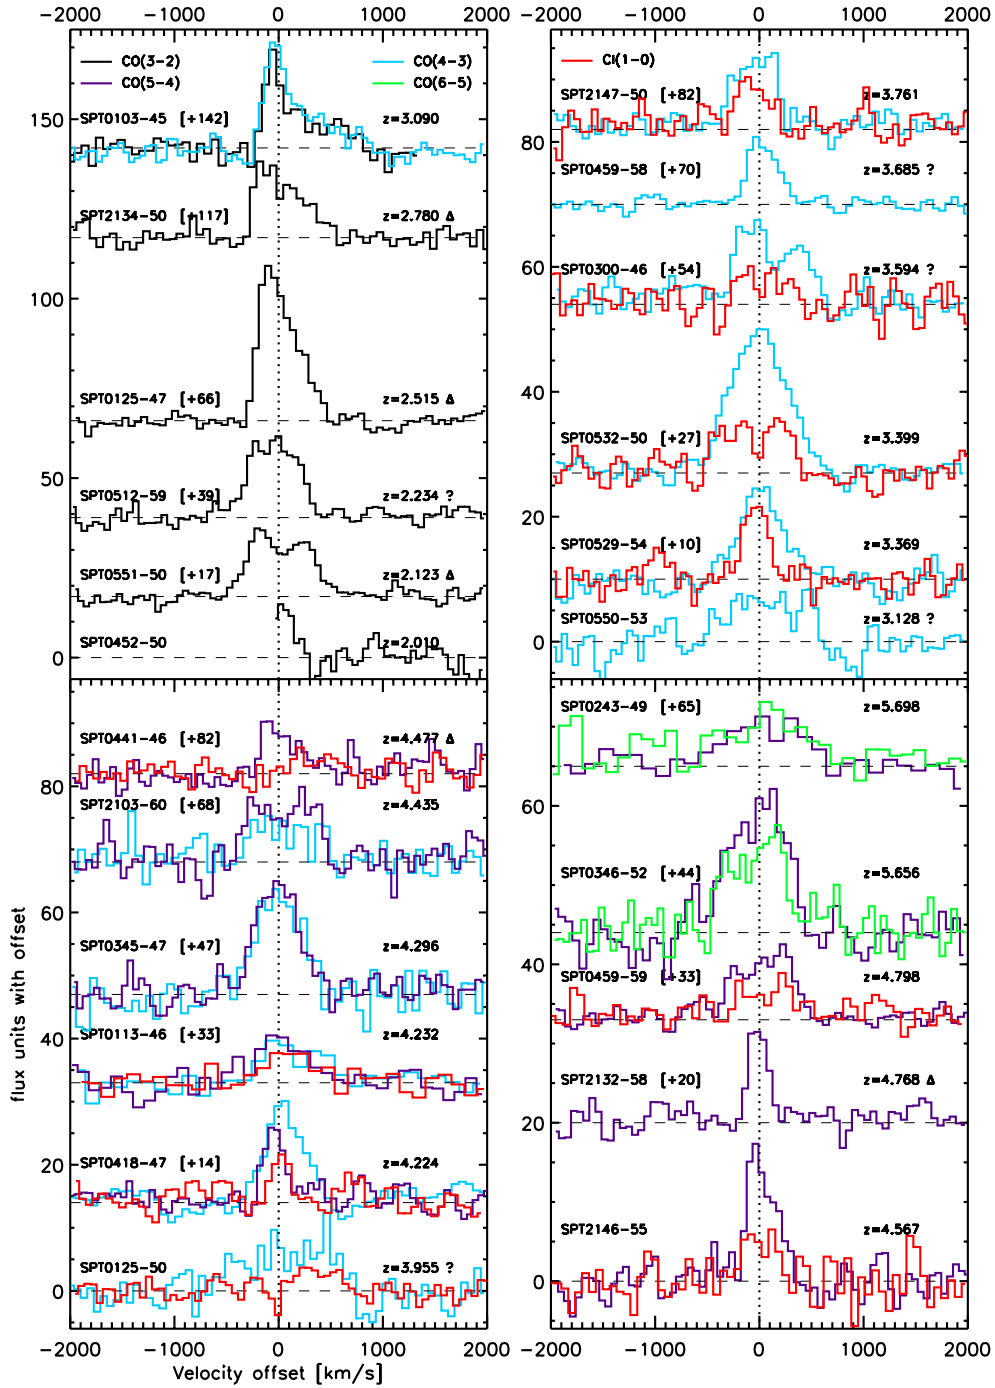 -2000 -1000 0 1000 2000
-2000 -1000 0 1000 2000
CO(3-2) CO(4-3)
CO(5-4) CO(6-5)
SPT0103-45 [+142] z=3.090
SPT2134-50 [+117] z=2.780 Δ
SPT0125-47 [+66] z=2.515 Δ
SPT0512-59 [+39] z=2.234 ?
SPT0551-50 [+17] z=2.123 Δ
SPT0452-50 z=2.010
150
100
50
0
CI(1-0)
SPT2147-50 [+82] z=3.761
SPT0459-58 [+70] z=3.685 ?
SPT0300-46 [+54] z=3.594 ?
SPT0532-50 [+27] z=3.399
SPT0529-54 [+10] z=3.369
SPT0550-53 z=3.128 ?
80
60
40
20
0
SPT0441-46 [+82] z=4.477 Δ
SPT2103-60 [+68] z=4.435
SPT0345-47 [+47] z=4.296
SPT0113-46 [+33] z=4.232
SPT0418-47 [+14] z=4.224
SPT0125-50 z=3.955 ?
80
60
40
20
0
SPT0243-49 [+65] z=5.698
SPT0346-52 [+44] z=5.656
SPT0459-59 [+33] z=4.798
SPT2132-58 [+20] z=4.768 Δ
SPT2146-55 z=4.567
60
40
20
0
flux units with offset
-2000 -1000 0 1000 2000
-2000 -1000 0 1000 2000
Velocity offset [km/s]